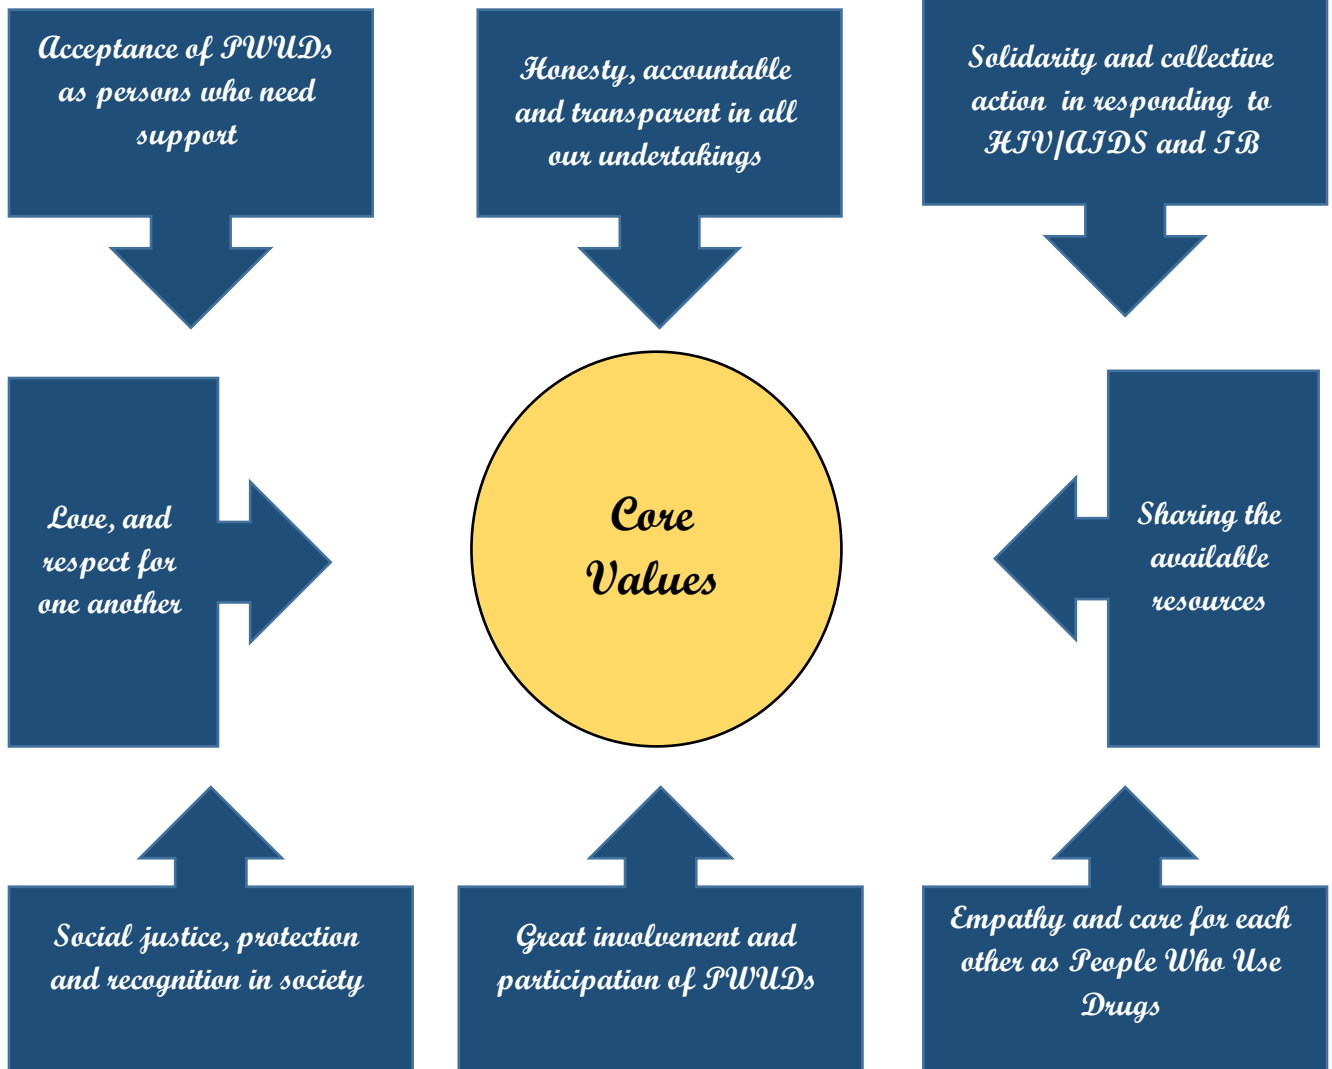 Acceptance of PWUDs
as persons who need
support
Honesty, accountable
and transparent in all
our undertakings
Solidarity and collective
action in responding to
HIV/AIDS and TB
Love, and
respect for
one another
Core
Values
Sharing the
available
resources
Social justice, protection
and recognition in society
Great involvement and
participation of PWUDs
Empathy and care for each
other as People Who Use
Drugs